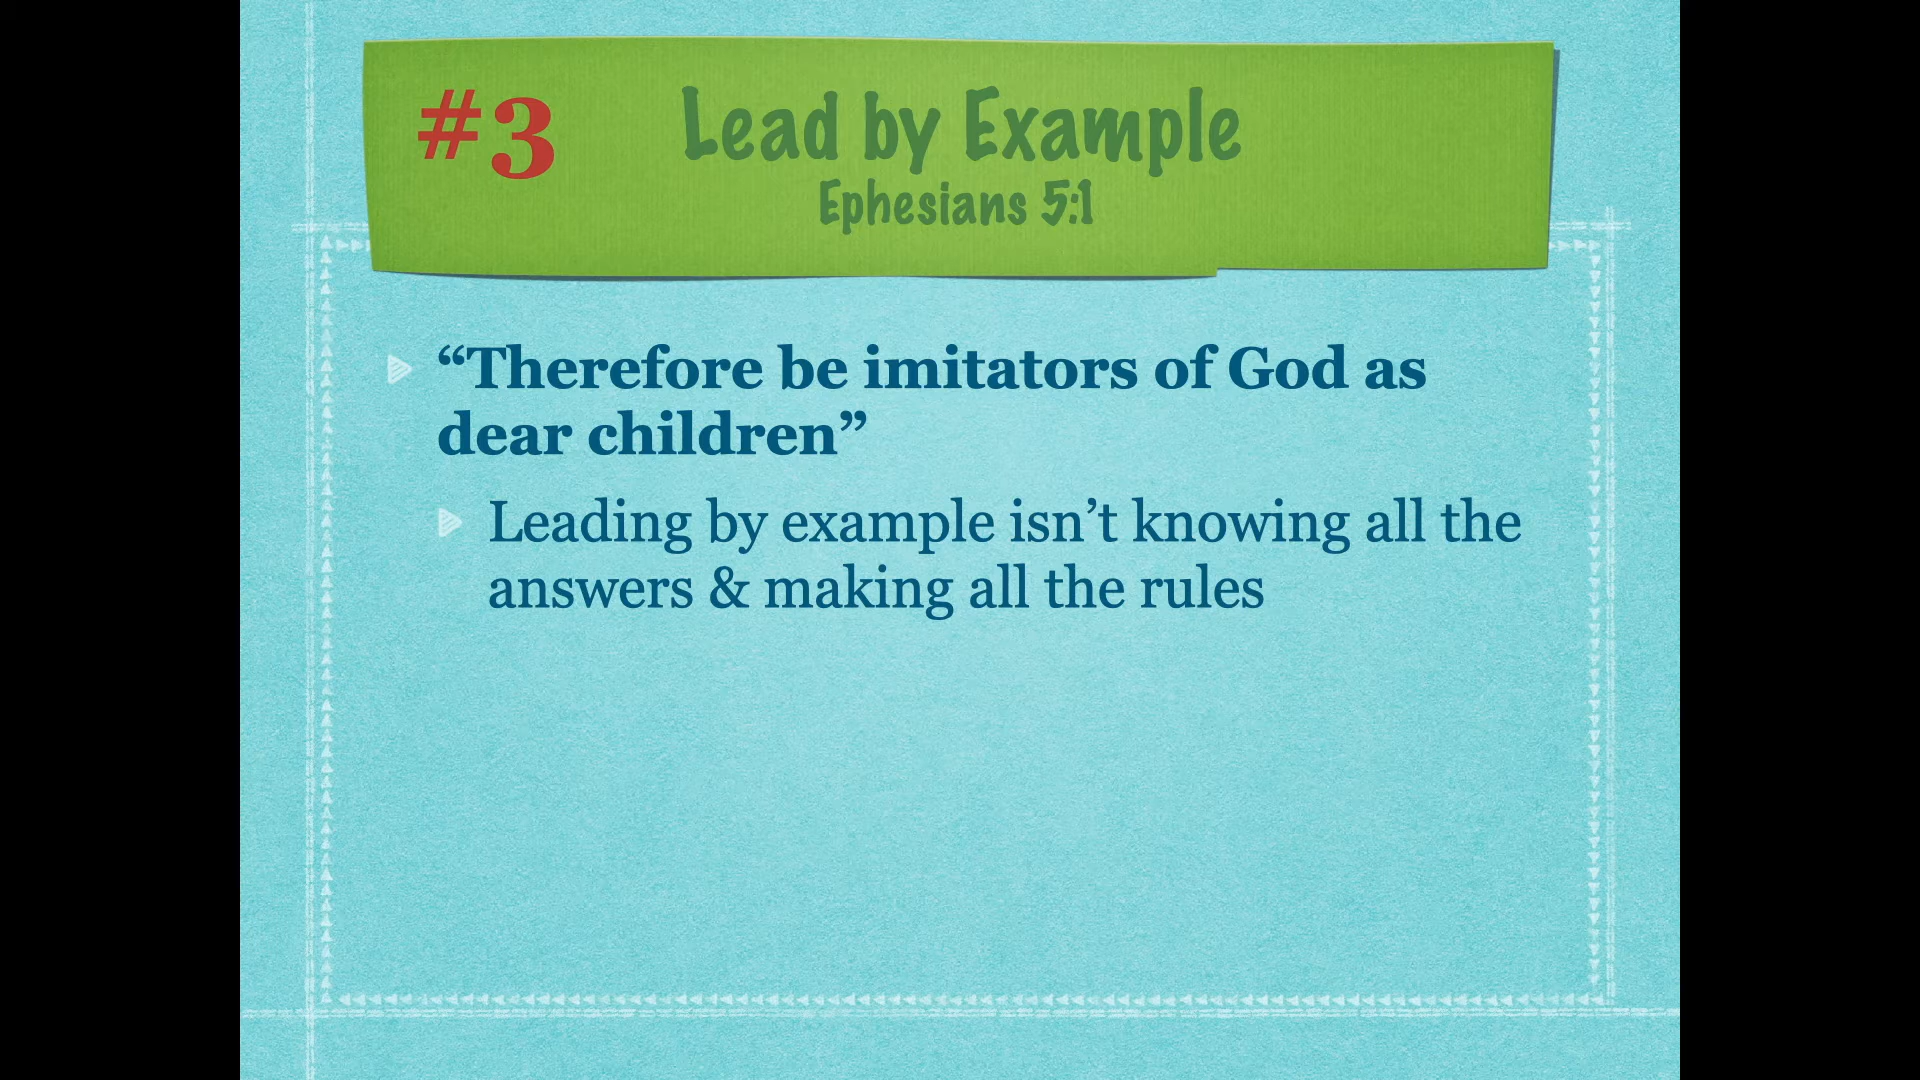 #3 Lead by Example
Ephesians 5:1
“Therefore be imitators of God as
dear children”
Leading by example isn’t knowing all the
answers & making all the rules